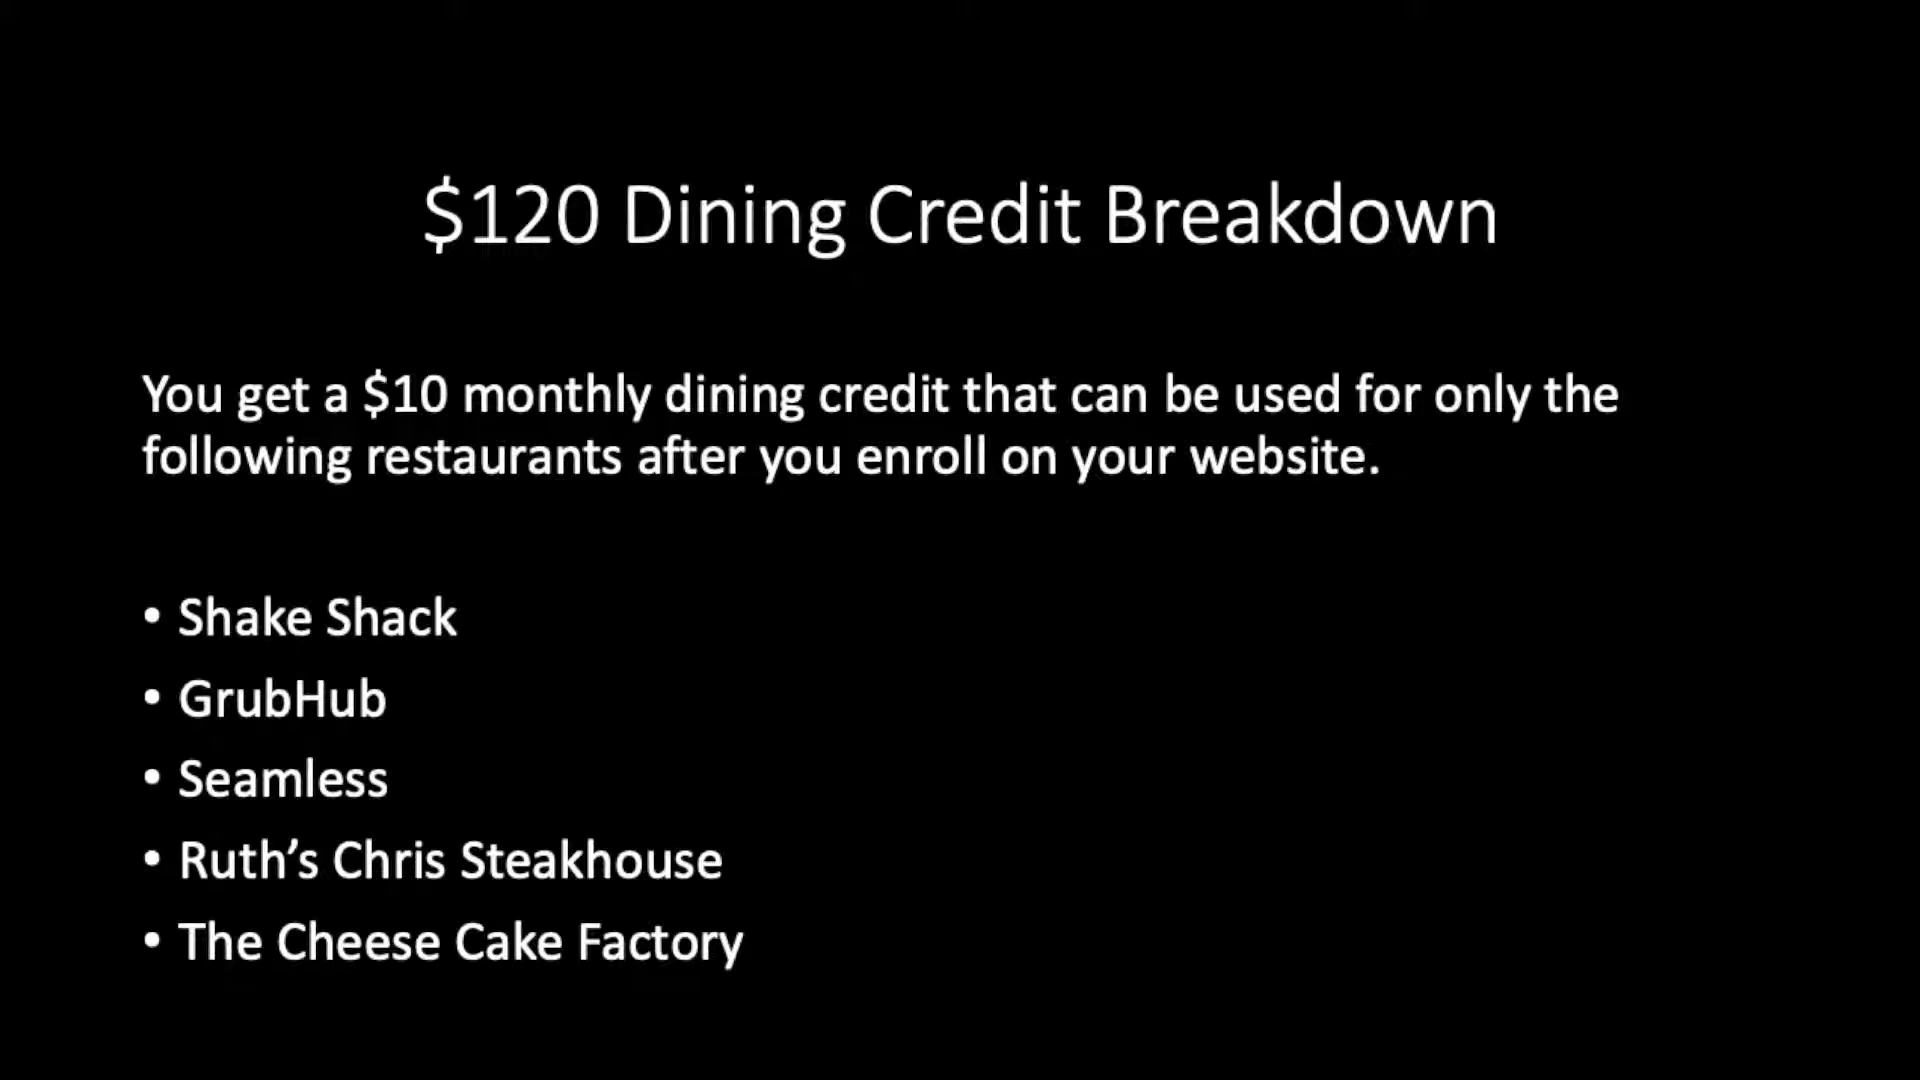 $120 Dining Credit Breakdown
You get a $10 monthly dining credit that can be used for only the
following restaurants after you enroll on your website.
• Shake Shack
• GrubHub
• Seamless
• Ruth’s Chris Steakhouse
• The Cheese Cake Factory